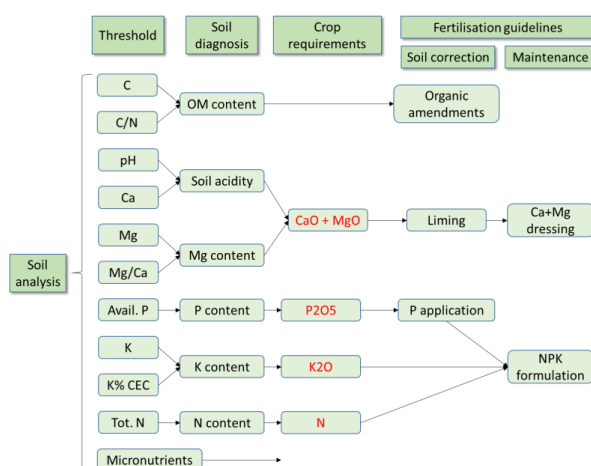 Threshold
Soil
diagnosis
Crop
requirements
Fertilisation guidelines
Soil correction
Maintenance
C
C/N
OM content
Organic
amendments
pH
Ca
Soil acidity
Mg
Mg/Ca
Mg content
CaO + MgO
Liming
Ca+Mg
dressing
Soil
analysis
Avail. P
P content
P2O5
P application
K
K% CEC
K content
K2O
NPK
formulation
Tot. N
N content
N
Micronutrients